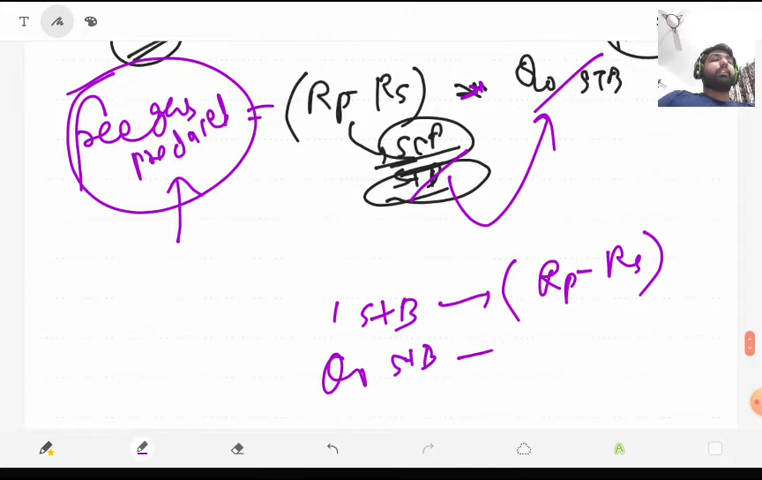 free gas produced = (Rp - Rs) * Qo STB
scf
STB
1 STB → (Rp - Rs)
Qo STB —